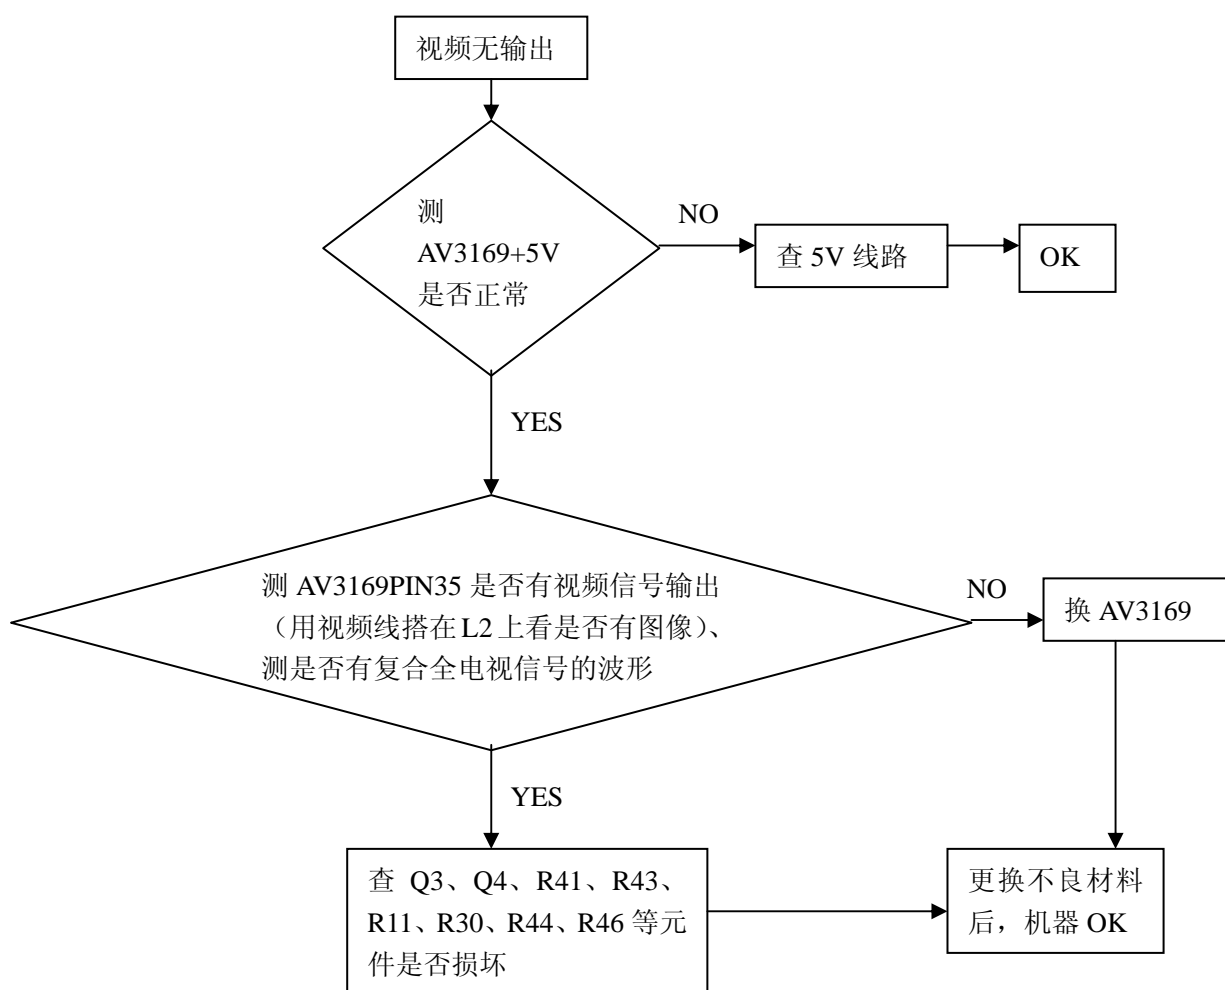 视频无输出
测
AV3169+5V
是否正常
NO
查 5V 线路
OK
YES
测 AV3169PIN35 是否有视频信号输出
（用视频线搭在 L2 上看是否有图像）、
测是否有复合全电视信号的波形
NO
换 AV3169
YES
查 Q3、Q4、R41、R43、
R11、R30、R44、R46 等元
件是否损坏
更换不良材料
后，机器 OK